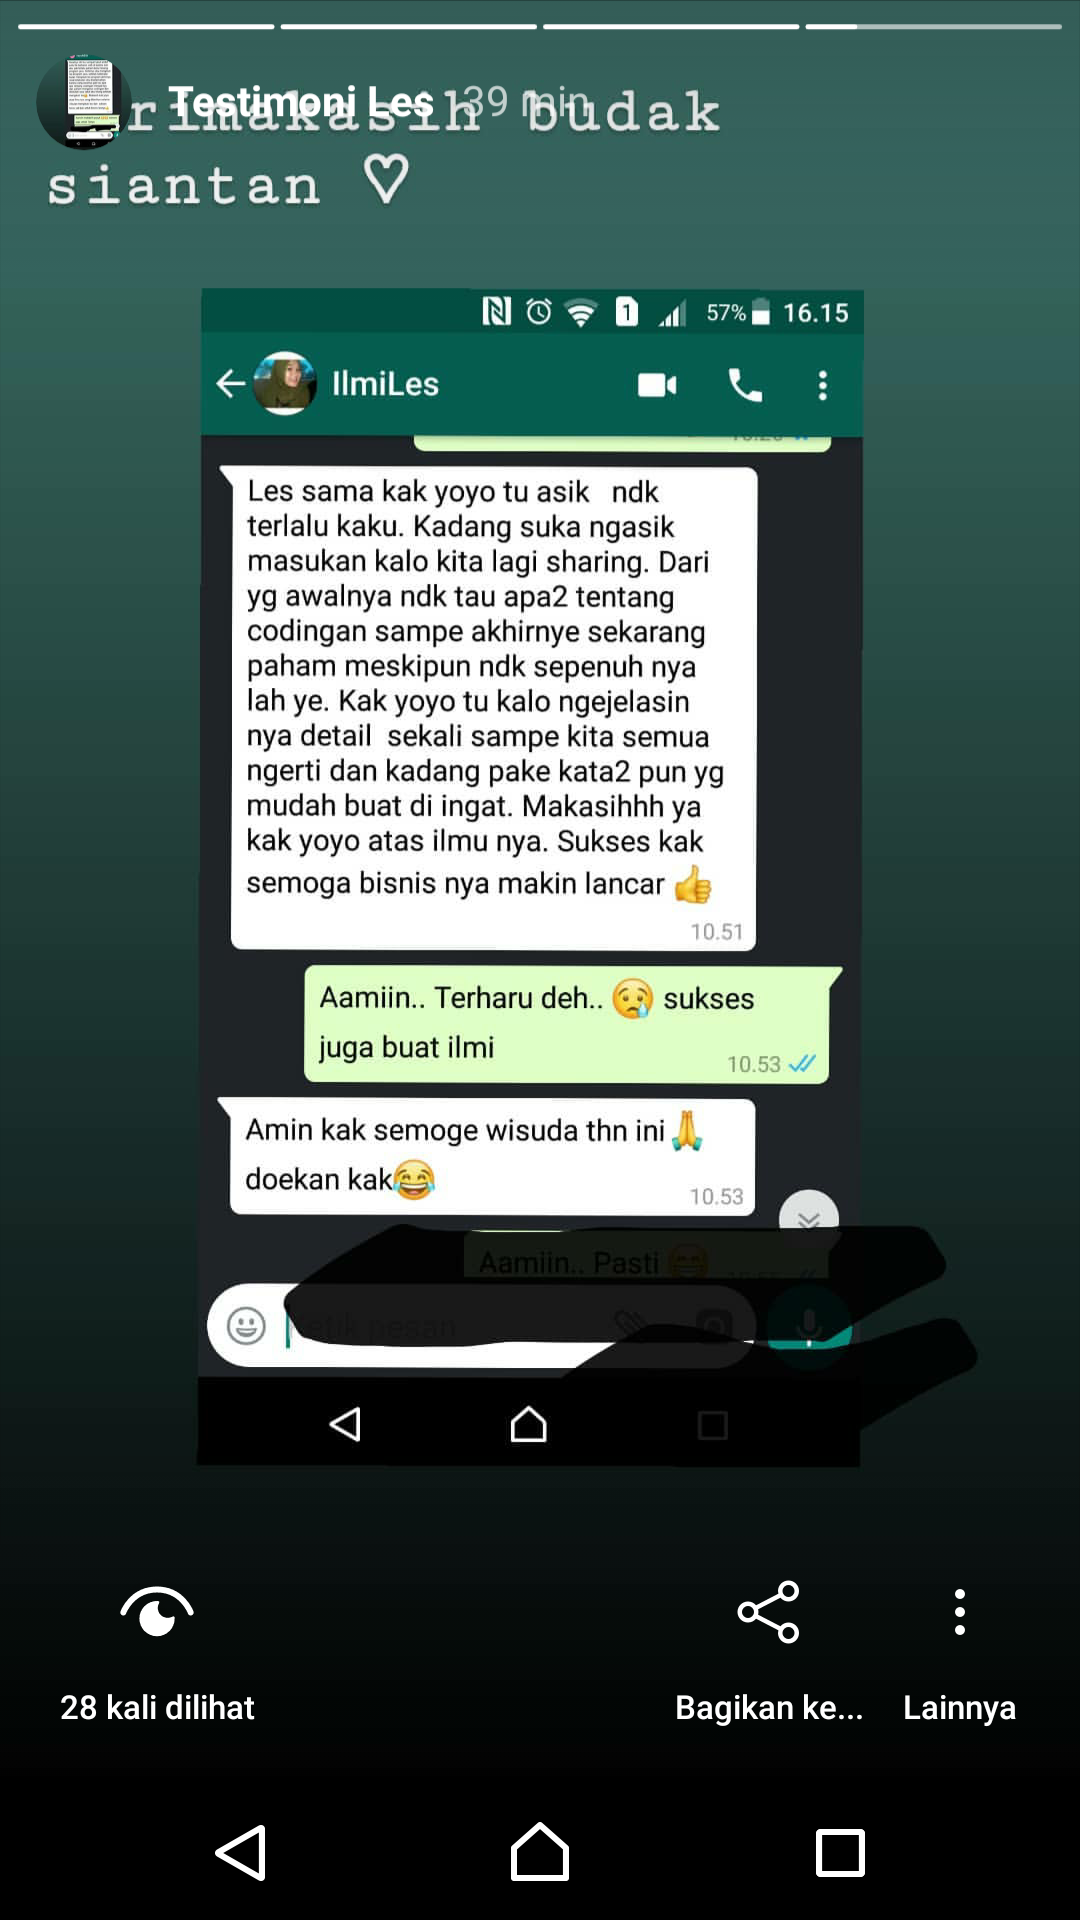 Testimoni Les 39 min
rimakasih budak
siantan ♡
57% 16.15
1
IlmiLes
Les sama kak yoyo tu asik ndk
terlalu kaku. Kadang suka ngasik
masukan kalo kita lagi sharing. Dari
yg awalnya ndk tau apa2 tentang
codingan sampe akhirnye sekarang
paham meskipun ndk sepenuh nya
lah ye. Kak yoyo tu kalo ngejelasin
nya detail sekali sampe kita semua
ngerti dan kadang pake kata2 pun yg
mudah buat di ingat. Makasihhh ya
kak yoyo atas ilmu nya. Sukses kak
semoga bisnis nya makin lancar 👍
10.51
Aamiin.. Terharu deh.. 😢 sukses
juga buat ilmi
10.53
Amin kak semoge wisuda thn ini🙏
doekan kak😂
10.53
Aamiin.. Pasti 😁
Ketik pesan
28 kali dilihat
Bagikan ke...
Lainnya